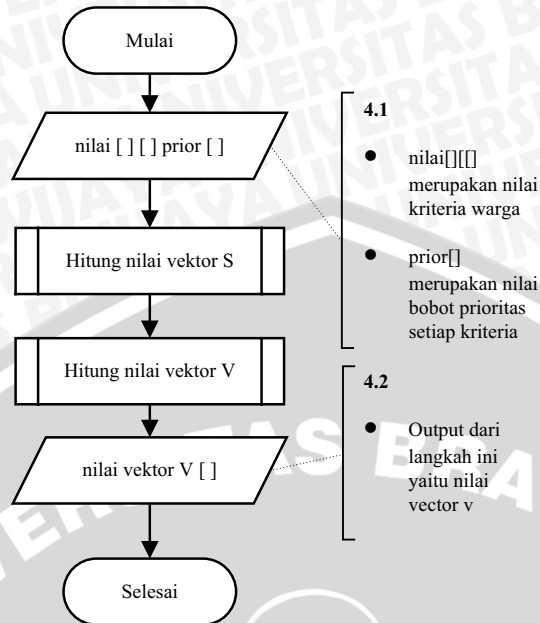 Mulai
nilai [ ] [ ] prior [ ]
Hitung nilai vektor S
Hitung nilai vektor V
nilai vektor V [ ]
Selesai
4.1
● nilai[][[]
merupakan nilai
kriteria warga
● prior[]
merupakan nilai
bobot prioritas
setiap kriteria
4.2
● Output dari
langkah ini
yaitu nilai
vector v